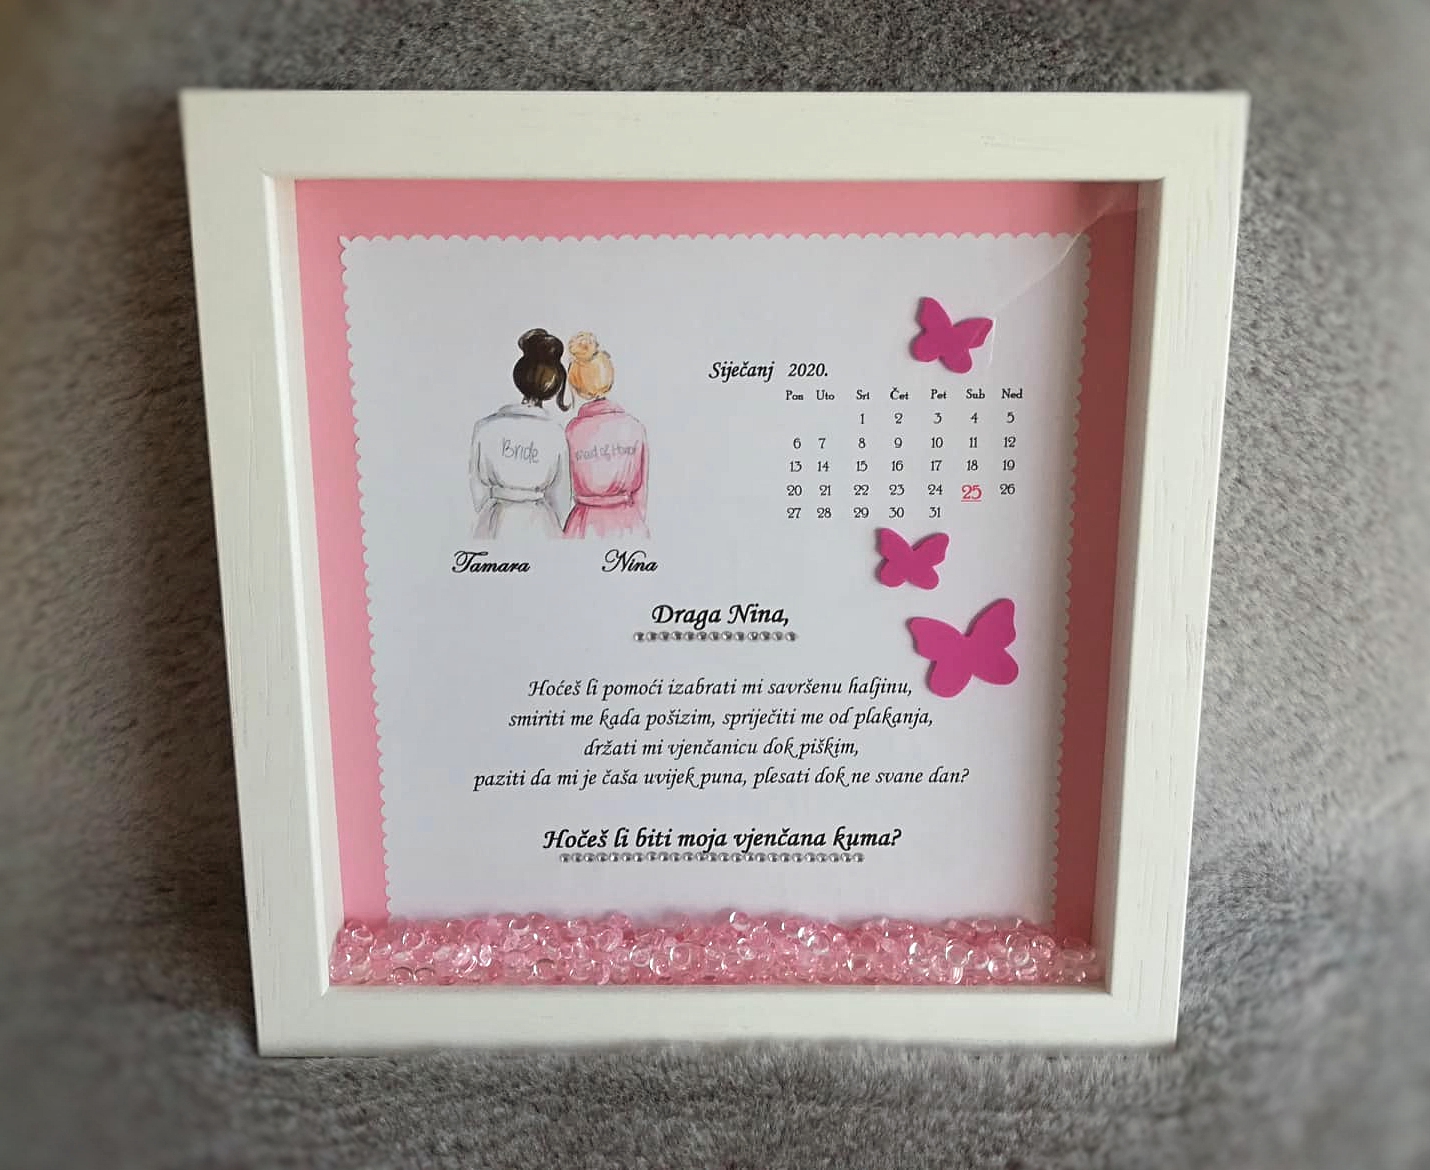 Bride
Maid of Honor
Tamara Nina
Siječanj 2020.
Pon Uto Sri Čet Pet Sub Ned
1 2 3 4 5
6 7 8 9 10 11 12
13 14 15 16 17 18 19
20 21 22 23 24 25 26
27 28 29 30 31
Draga Nina,
Hoćeš li pomoći izabrati mi savršenu haljinu,
smiriti me kada pošizim, spriječiti me od plakanja,
držati mi vjenčanicu dok piškim,
paziti da mi je čaša uvijek puna, plesati dok ne svane dan?
Hočeš li biti moja vjenčana kuma?